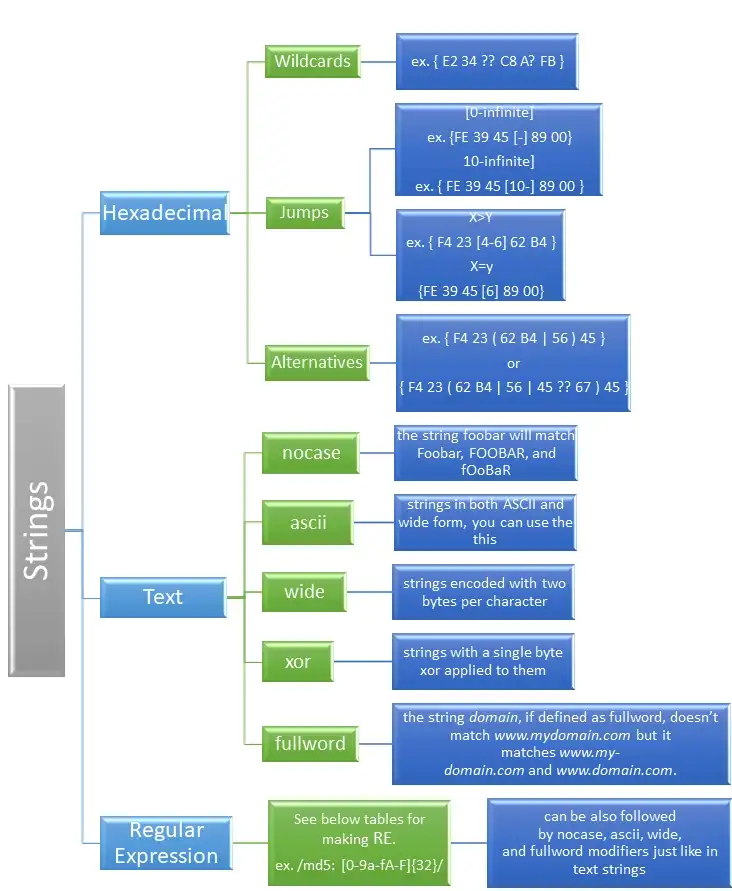 Strings
Hexadecimal
Wildcards
ex. { E2 34 ?? C8 A? FB }
Jumps
[0-infinite]
ex. {FE 39 45 [-] 89 00}
10-infinite]
ex. { FE 39 45 [10-] 89 00 }
X>Y
ex. { F4 23 [4-6] 62 B4 }
X=y
{FE 39 45 [6] 89 00}
Alternatives
ex. { F4 23 ( 62 B4 | 56 ) 45 }
or
{ F4 23 ( 62 B4 | 56 | 45 ?? 67 ) 45 }
Text
nocase
the string foobar will match
Foobar, FOOBAR, and
fOoBaR
ascii
strings in both ASCII and
wide form, you can use the
this
wide
strings encoded with two
bytes per character
xor
strings with a single byte
xor applied to them
fullword
the string domain, if defined as fullword, doesn’t
match www.mydomain.com but it
matches www.my-
domain.com and www.domain.com.
Regular
Expression
See below tables for
making RE.
ex. /md5: [0-9a-fA-F]{32}/
can be also followed
by nocase, ascii, wide,
and fullword modifiers just like in
text strings